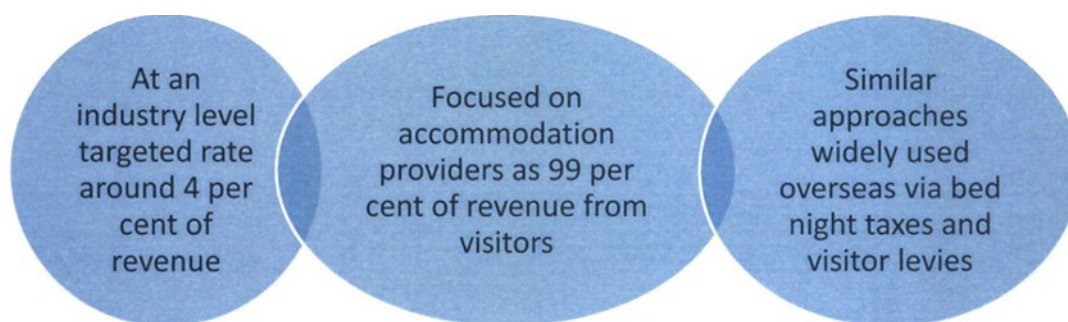 At an
industry level
targeted rate
around 4 per
cent of
revenue
Focused on
accommodation
providers as 99 per
cent of revenue from
visitors
Similar
approaches
widely used
overseas via bed
night taxes and
visitor levies